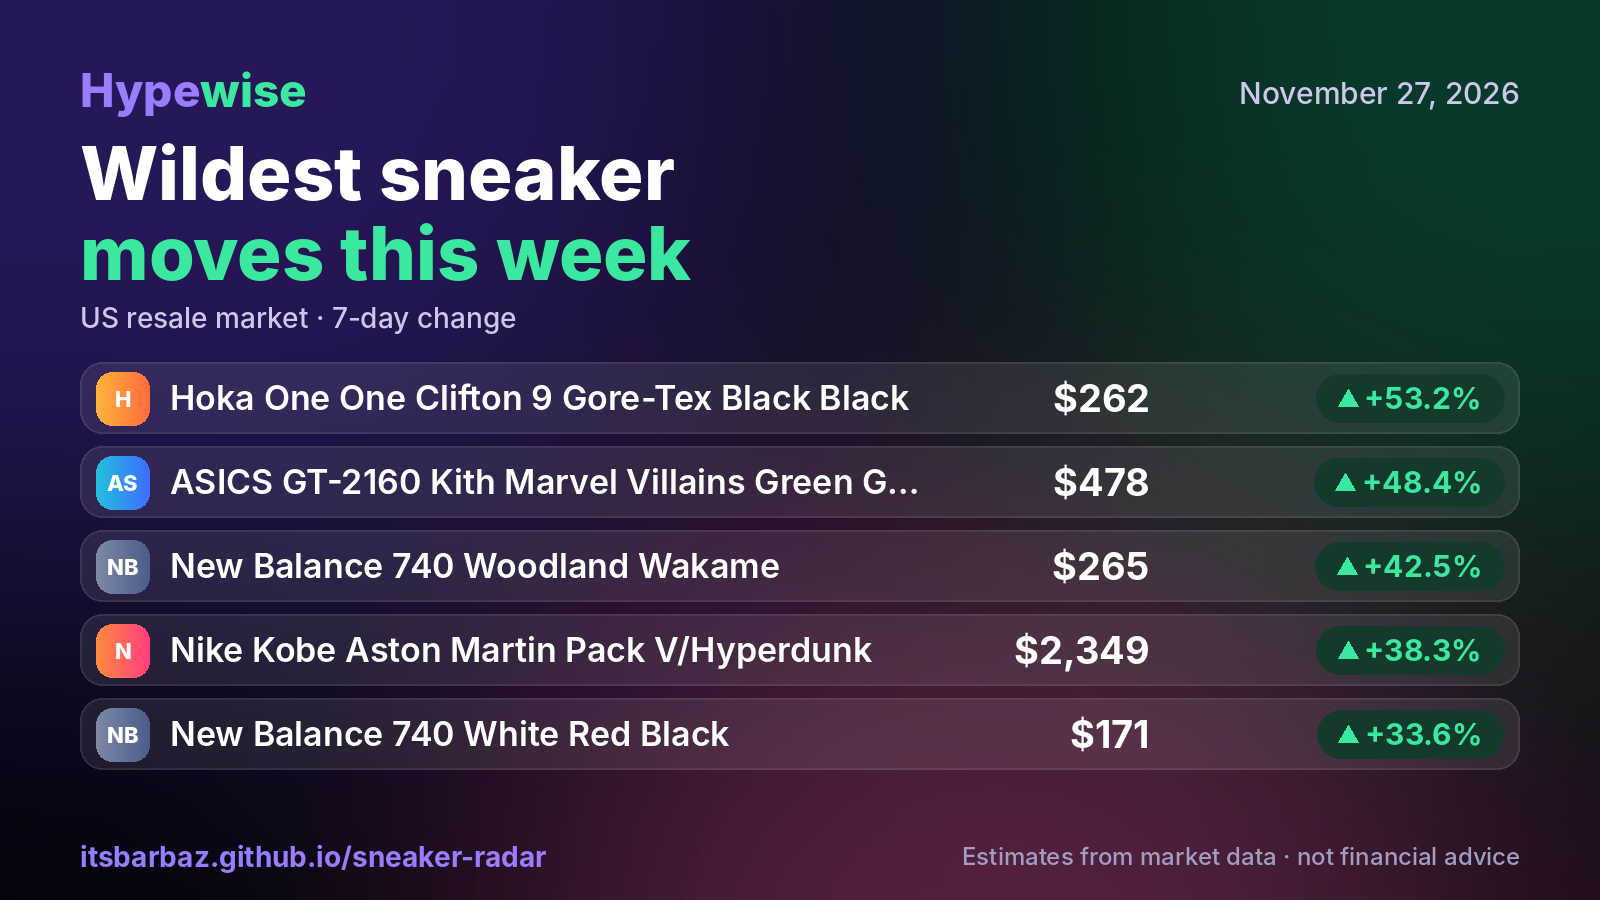 Hypewise
November 27, 2026
Wildest sneaker
moves this week
US resale market · 7-day change
H Hoka One One Clifton 9 Gore-Tex Black Black $262 ▲+53.2%
AS ASICS GT-2160 Kith Marvel Villains Green G... $478 ▲+48.4%
NB New Balance 740 Woodland Wakame $265 ▲+42.5%
N Nike Kobe Aston Martin Pack V/Hyperdunk $2,349 ▲+38.3%
NB New Balance 740 White Red Black $171 ▲+33.6%
itsbarbaz.github.io/sneaker-radar
Estimates from market data · not financial advice